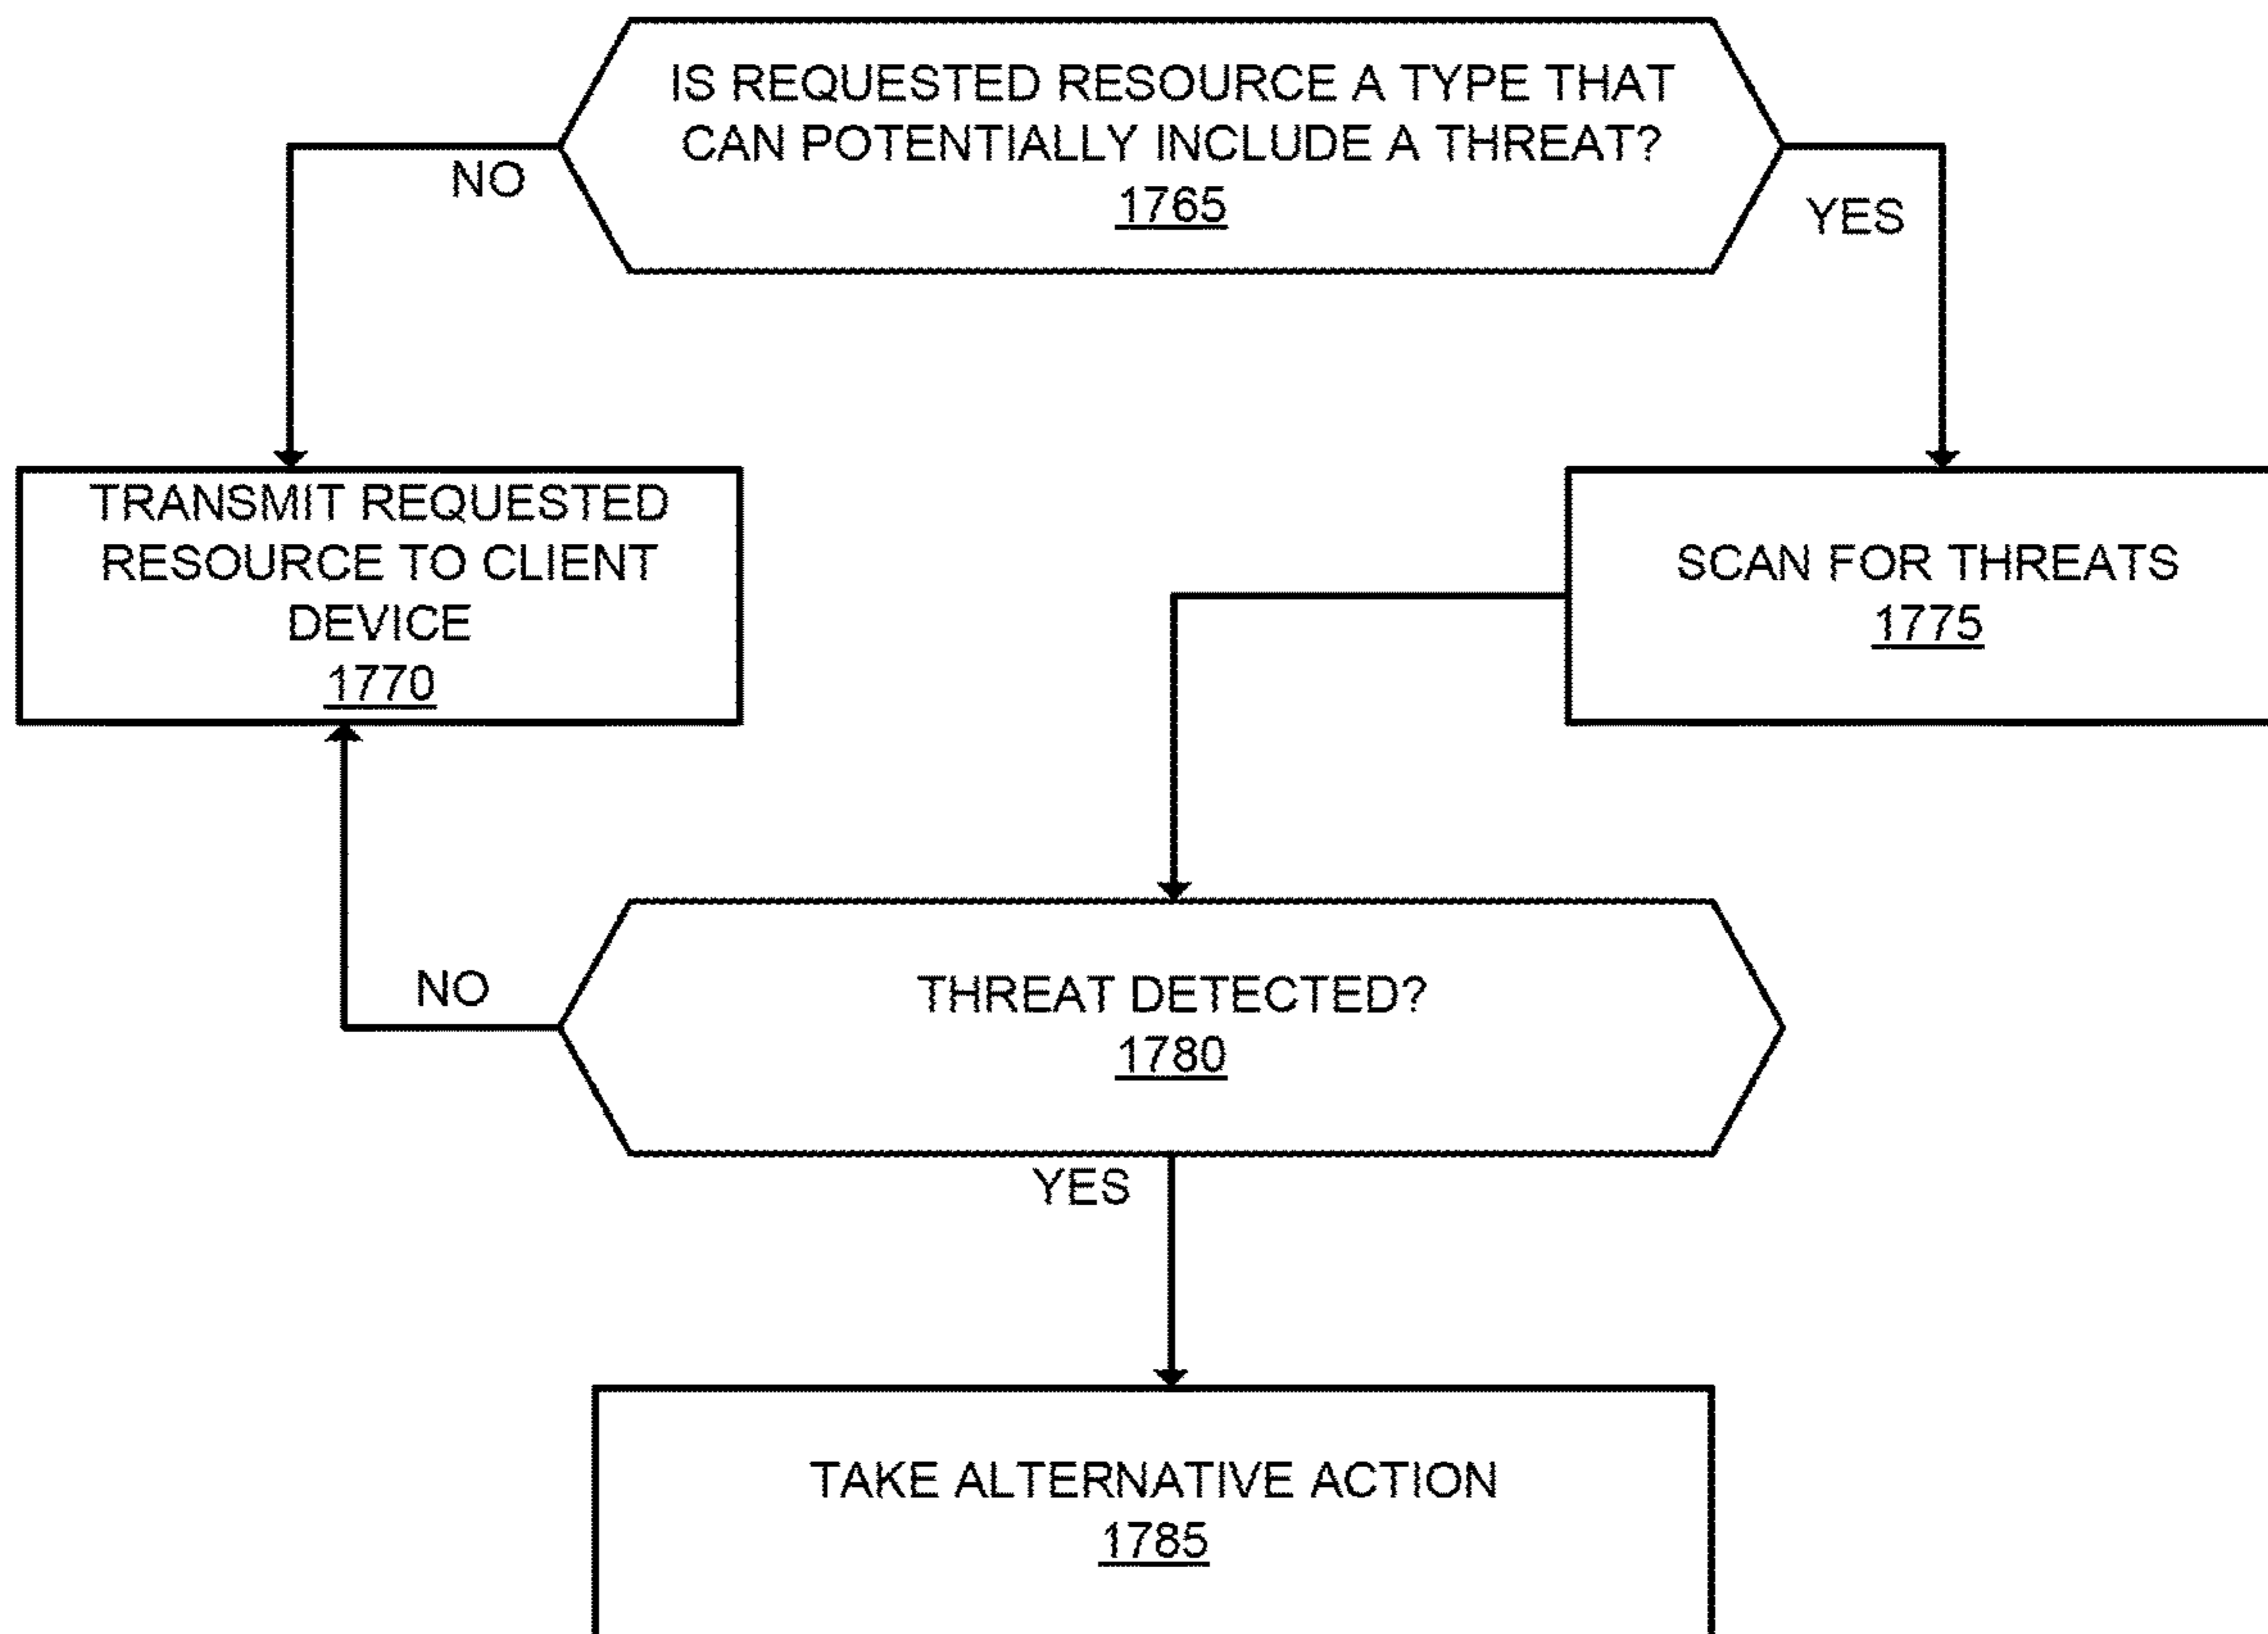 IS REQUESTED RESOURCE A TYPE THAT
CAN POTENTIALLY INCLUDE A THREAT?
1765
NO
YES
TRANSMIT REQUESTED
RESOURCE TO CLIENT
DEVICE
1770
SCAN FOR THREATS
1775
NO
THREAT DETECTED?
1780
YES
TAKE ALTERNATIVE ACTION
1785